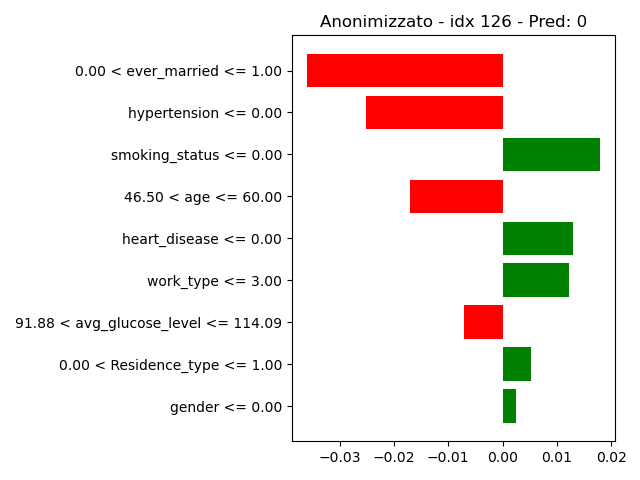 Anonimizzato - idx 126 - Pred: 0
0.00 < ever_married <= 1.00
hypertension <= 0.00
smoking_status <= 0.00
46.50 < age <= 60.00
heart_disease <= 0.00
work_type <= 3.00
91.88 < avg_glucose_level <= 114.09
0.00 < Residence_type <= 1.00
gender <= 0.00
−0.03 −0.02 −0.01 0.00 0.01 0.02